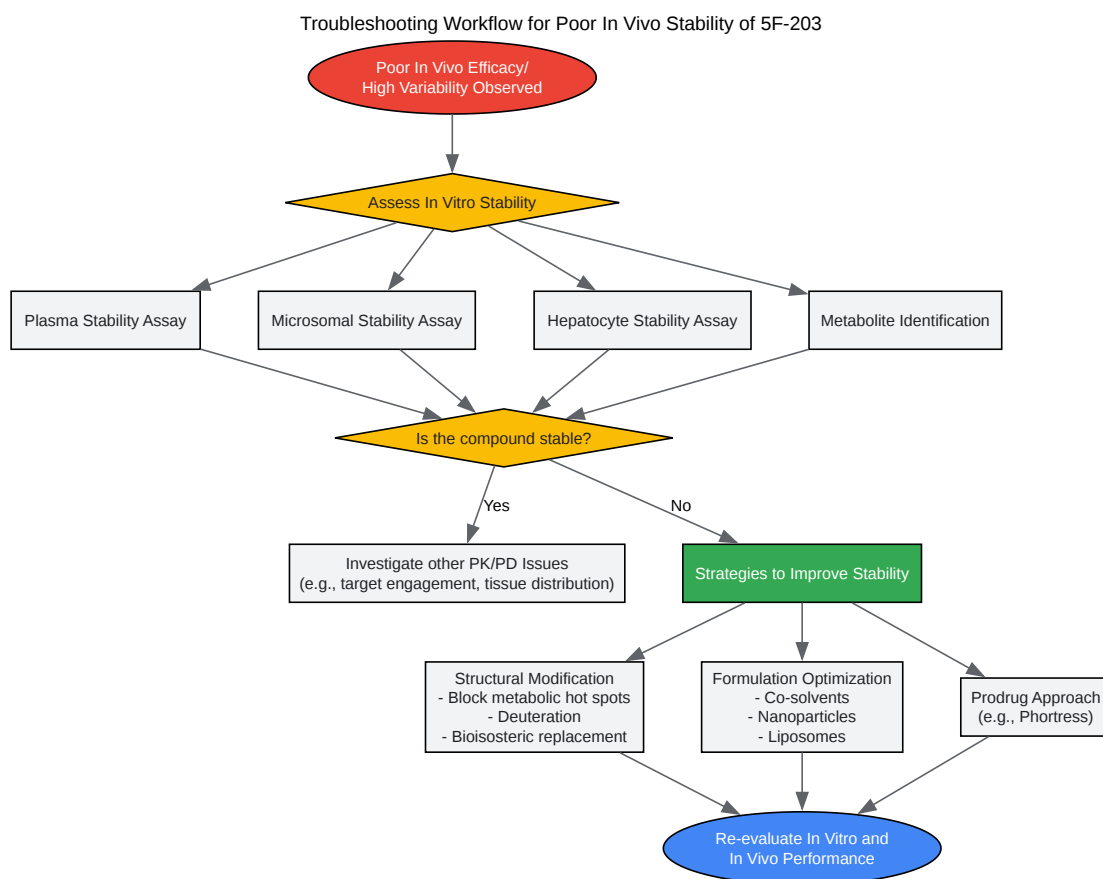 Troubleshooting Workflow for Poor In Vivo Stability of 5F-203
Poor In Vivo Efficacy/
High Variability Observed
Assess In Vitro Stability
Plasma Stability Assay
Microsomal Stability Assay
Hepatocyte Stability Assay
Metabolite Identification
Is the compound stable?
Yes
No
Investigate other PK/PD Issues
(e.g., target engagement, tissue distribution)
Strategies to Improve Stability
Structural Modification
- Block metabolic hot spots
- Deuteration
- Bioisosteric replacement
Formulation Optimization
- Co-solvents
- Nanoparticles
- Liposomes
Prodrug Approach
(e.g., Phortress)
Re-evaluate In Vitro and
In Vivo Performance